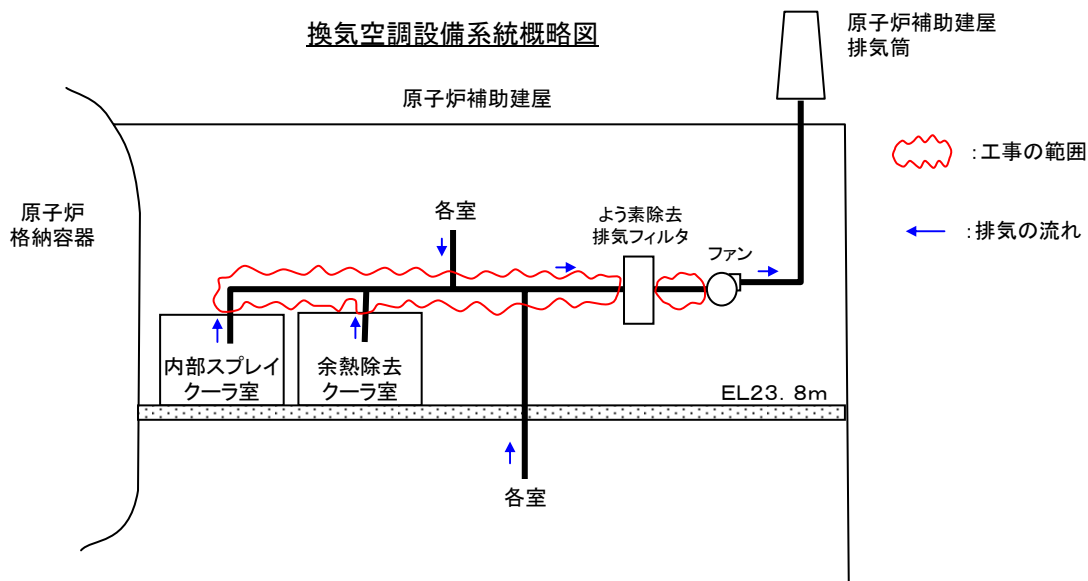 換気空調設備系統概略図
原子炉補助建屋
排気筒
原子炉補助建屋
:工事の範囲
原子炉
格納容器
各室
よう素除去
排気フィルタ
ファン
:排気の流れ
内部スプレイ
クーラ室
余熱除去
クーラ室
EL23.8m
各室